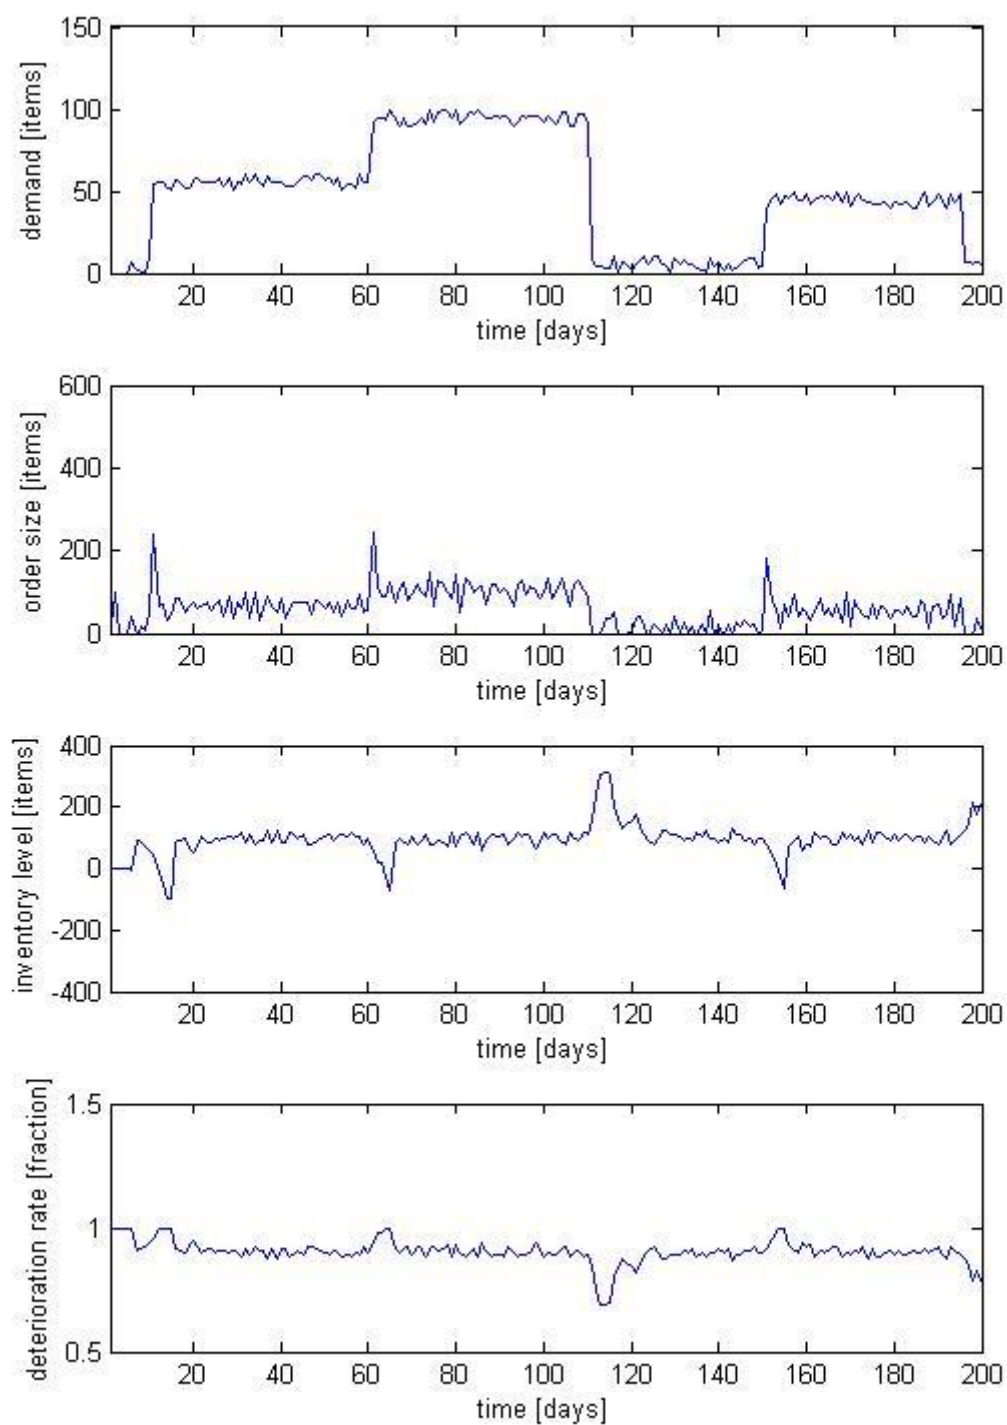 150
100
50
0
demand [items]
20 40 60 80 100 120 140 160 180 200
time [days]
600
400
200
0
order size [items]
20 40 60 80 100 120 140 160 180 200
time [days]
400
200
0
-200
-400
inventory level [items]
20 40 60 80 100 120 140 160 180 200
time [days]
1.5
1
0.5
deterioration rate [fraction]
20 40 60 80 100 120 140 160 180 200
time [days]